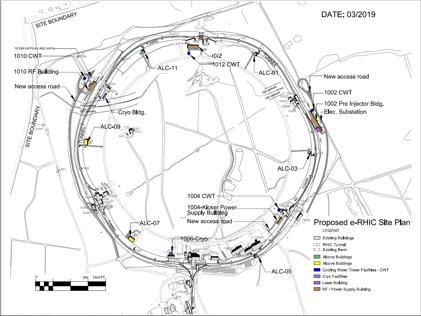 DATE: 03/2019
SITE BOUNDARY
1010 CWT
1010 RF Building
New access road
IO12
1012 CWT
ALC-11
ALC-01
New access road
1002 CWT
1002 Pre Injector Bldg.
Elec. Substation
Cryo Bldg.
ALC-09
SITE BOUNDARY
ALC-03
1004 CWT
1004-Kicker Power
Supply Building
New access road
ALC-07
1006-Cryo
ALC-05
Proposed e-RHIC Site Plan
LEGEND
Existing Buildings
RHIC Tunnel
Existing Berm
Alcove Buildings
Alcove Buildings
Cooling Water Tower Facilities - CWT
Cryo Facilities
Laser Building
RF / Power Supply Building